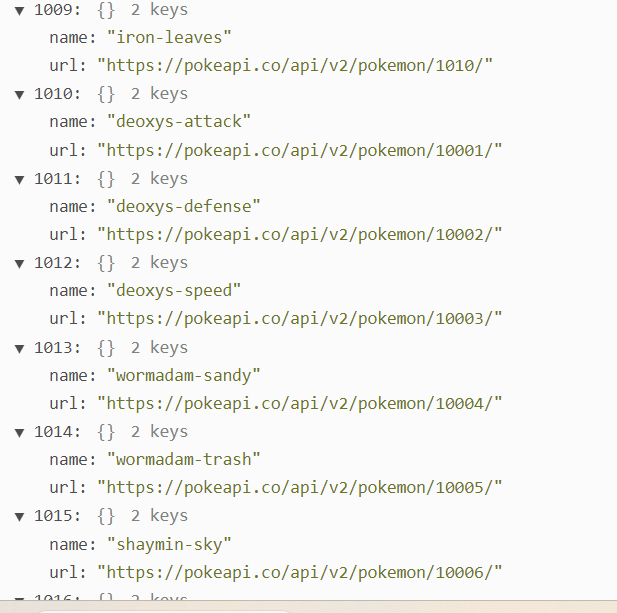 ▼ 1009: {} 2 keys
name: "iron-leaves"
url: "https://pokeapi.co/api/v2/pokemon/1010/"
▼ 1010: {} 2 keys
name: "deoxys-attack"
url: "https://pokeapi.co/api/v2/pokemon/10001/"
▼ 1011: {} 2 keys
name: "deoxys-defense"
url: "https://pokeapi.co/api/v2/pokemon/10002/"
▼ 1012: {} 2 keys
name: "deoxys-speed"
url: "https://pokeapi.co/api/v2/pokemon/10003/"
▼ 1013: {} 2 keys
name: "wormadam-sandy"
url: "https://pokeapi.co/api/v2/pokemon/10004/"
▼ 1014: {} 2 keys
name: "wormadam-trash"
url: "https://pokeapi.co/api/v2/pokemon/10005/"
▼ 1015: {} 2 keys
name: "shaymin-sky"
url: "https://pokeapi.co/api/v2/pokemon/10006/"
▼ 1016: {} 2 keys